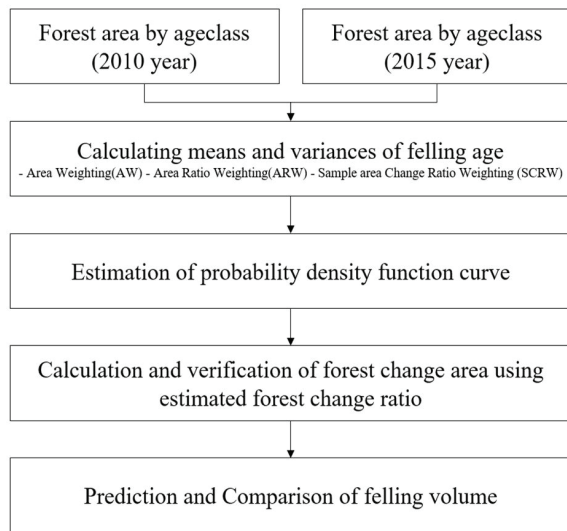 Forest area by ageclass
(2010 year)
Forest area by ageclass
(2015 year)
Calculating means and variances of felling age
- Area Weighting(AW) - Area Ratio Weighting(ARW) - Sample area Change Ratio Weighting (SCRW)
Estimation of probability density function curve
Calculation and verification of forest change area using
estimated forest change ratio
Prediction and Comparison of felling volume